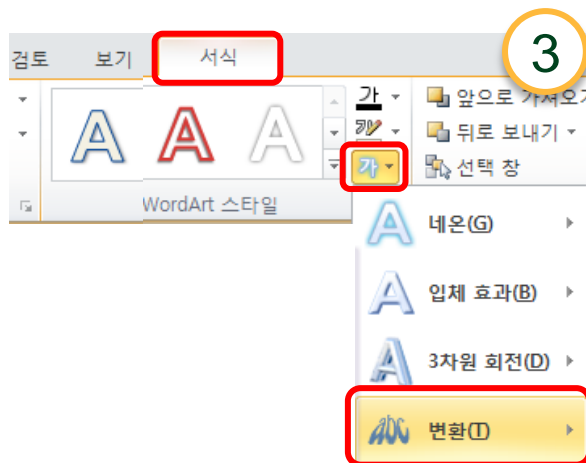 3
검토 보기 서식
가 앞으로 가져오기
가 뒤로 보내기
A A A 가 선택 창
WordArt 스타일
A 네온(G)
A 입체 효과(B)
A 3차원 회전(D)
abc 변환(T)